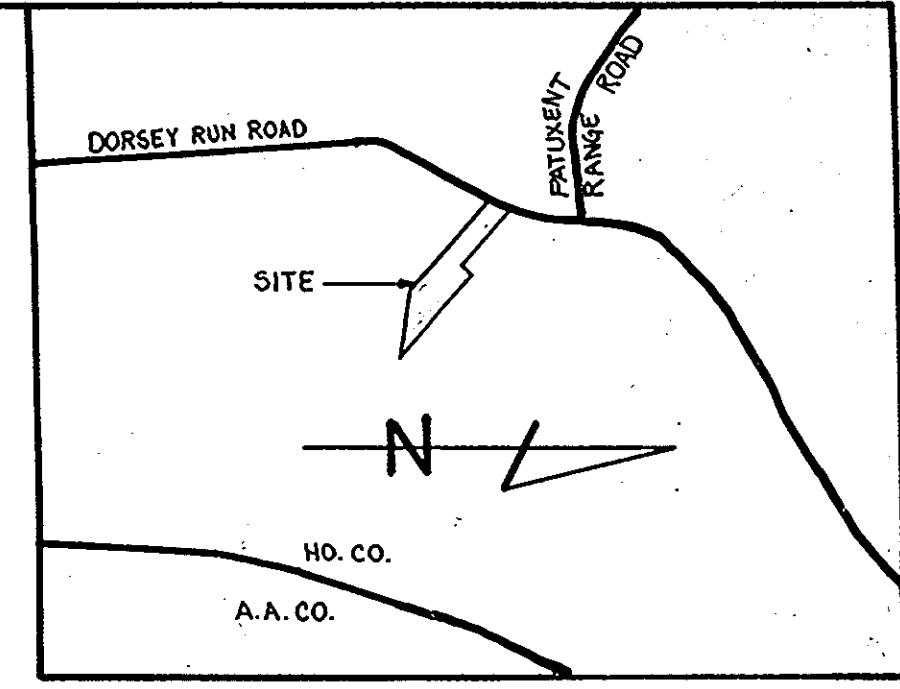 PATUXENT
RANGE ROAD
DORSEY RUN ROAD
SITE
N
HO. CO.
A.A. CO.